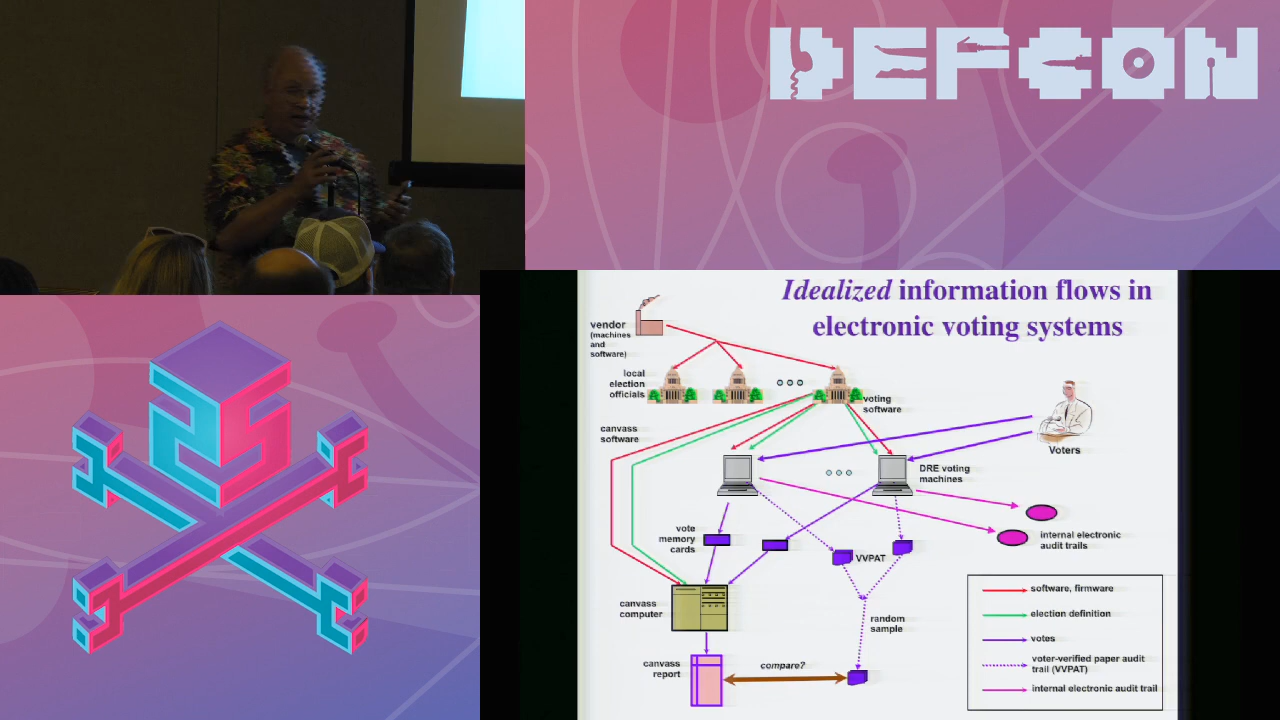 DEFCON
Idealized information flows in
electronic voting systems
vendor
(machines
and
software)
local
election
officials
voting
software
canvass
software
Voters
DRE voting
machines
vote
memory
cards
internal electronic
audit trails
VVPAT
canvass
computer
random
sample
canvass
report
compare?
software, firmware
election definition
votes
voter-verified paper audit
trail (VVPAT)
internal electronic audit trail